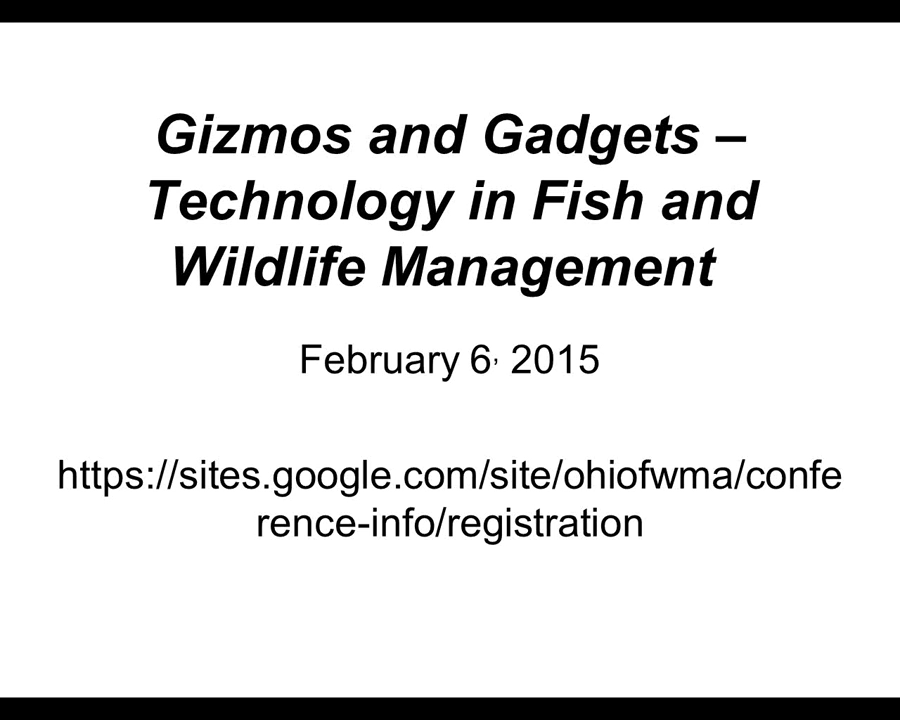 Gizmos and Gadgets –
Technology in Fish and
Wildlife Management
February 6, 2015
https://sites.google.com/site/ohiofwma/confe
rence-info/registration